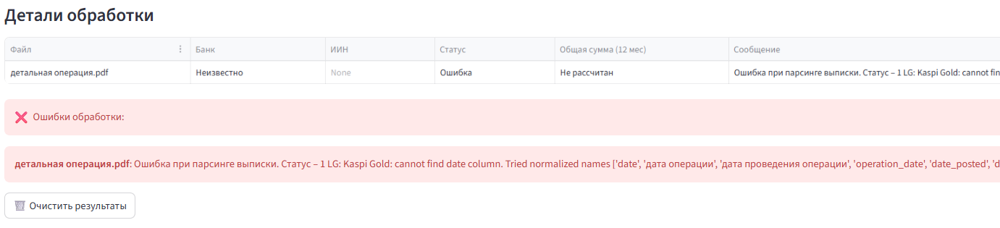 Детали обработки
Файл Банк ИИН Статус Общая сумма (12 мес) Сообщение
детальная операция.pdf Неизвестно None Ошибка Не рассчитан Ошибка при парсинге выписки. Статус – 1 LG: Kaspi Gold: cannot fin
Ошибки обработки:
детальная операция.pdf: Ошибка при парсинге выписки. Статус – 1 LG: Kaspi Gold: cannot find date column. Tried normalized names ['date', 'дата операции', 'дата проведения операции', 'operation_date', 'date_posted', 'd
Очистить результаты